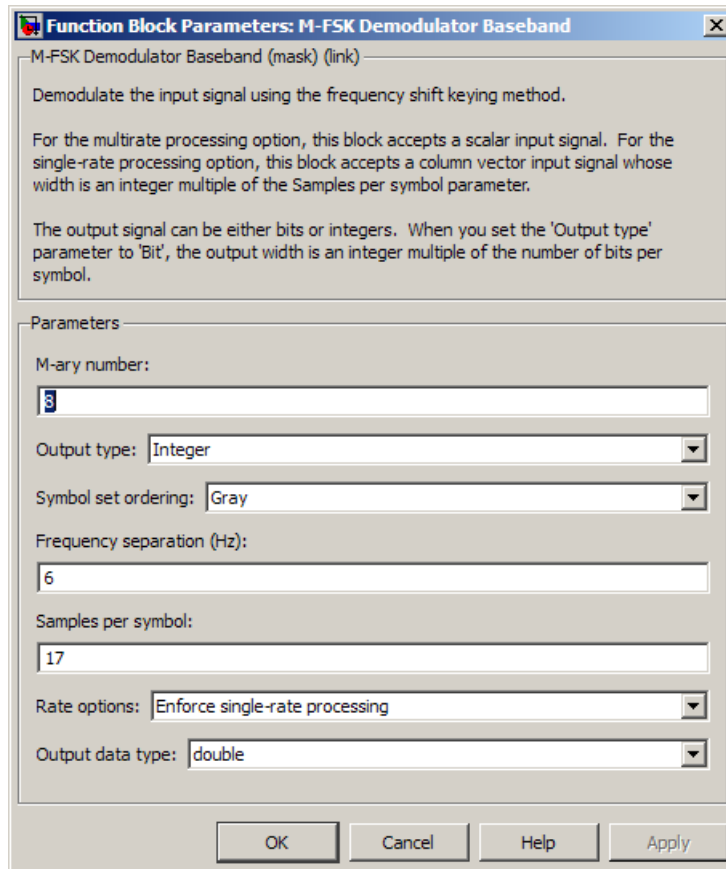 Function Block Parameters: M-FSK Demodulator Baseband
M-FSK Demodulator Baseband (mask) (link)
Demodulate the input signal using the frequency shift keying method.
For the multirate processing option, this block accepts a scalar input signal.  For the
single-rate processing option, this block accepts a column vector input signal whose
width is an integer multiple of the Samples per symbol parameter.
The output signal can be either bits or integers.  When you set the 'Output type'
parameter to 'Bit', the output width is an integer multiple of the number of bits per
symbol.
Parameters
M-ary number:
8
Output type: Integer
Symbol set ordering: Gray
Frequency separation (Hz):
6
Samples per symbol:
17
Rate options: Enforce single-rate processing
Output data type: double
OK Cancel Help Apply